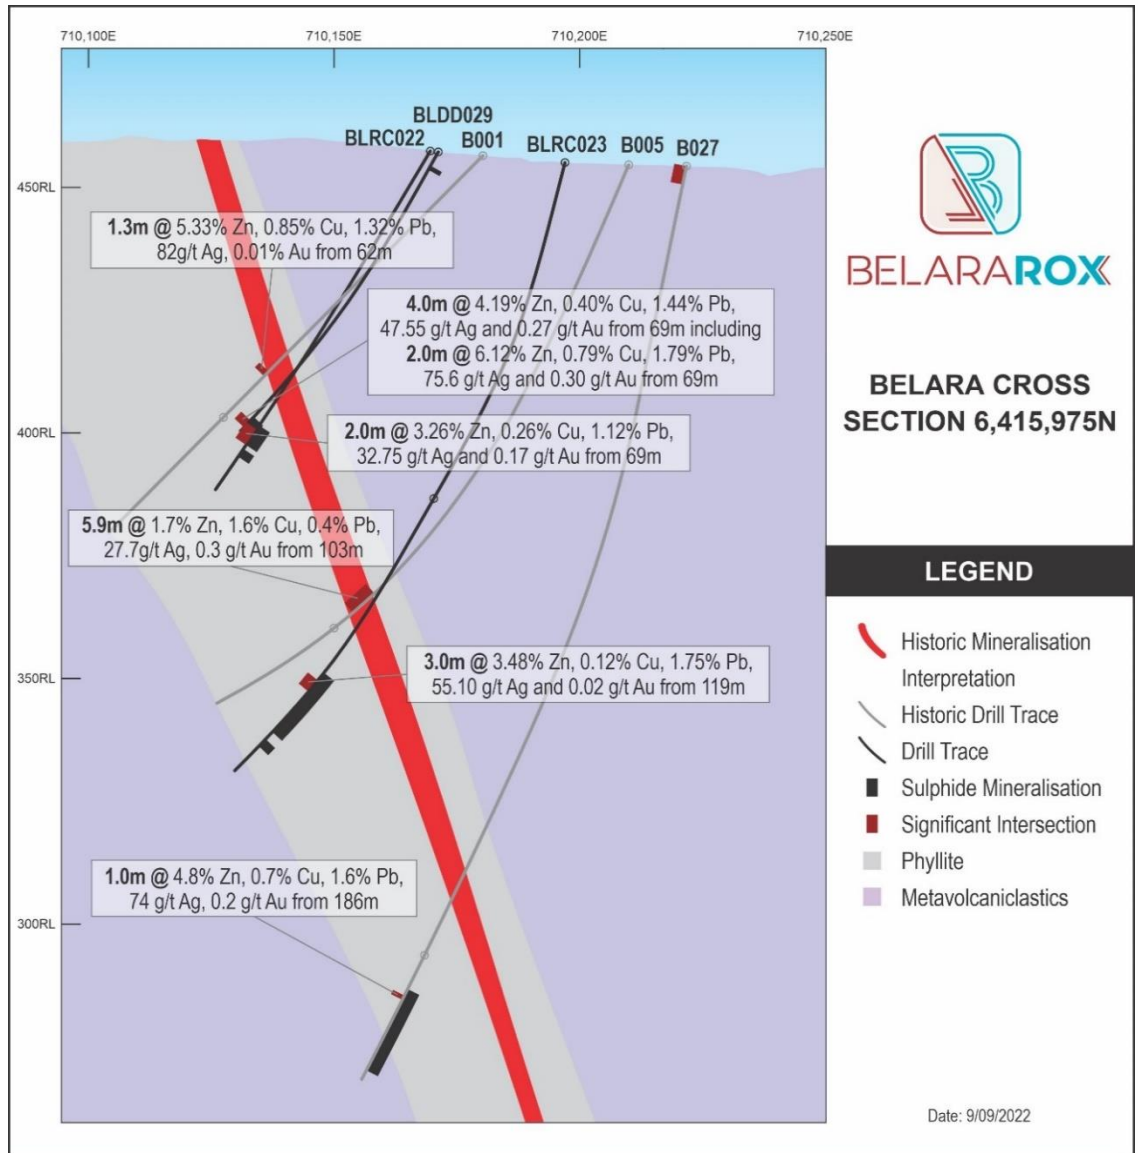 710,100E
710,150E
710,200E
710,250E
BLDD029
BLRC022
B001
BLRC023
B005
B027
450RL
400RL
350RL
300RL
1.3m @ 5.33% Zn, 0.85% Cu, 1.32% Pb,
82g/t Ag, 0.01% Au from 62m
4.0m @ 4.19% Zn, 0.40% Cu, 1.44% Pb,
47.55 g/t Ag and 0.27 g/t Au from 69m including
2.0m @ 6.12% Zn, 0.79% Cu, 1.79% Pb,
75.6 g/t Ag and 0.30 g/t Au from 69m
2.0m @ 3.26% Zn, 0.26% Cu, 1.12% Pb,
32.75 g/t Ag and 0.17 g/t Au from 69m
5.9m @ 1.7% Zn, 1.6% Cu, 0.4% Pb,
27.7g/t Ag, 0.3 g/t Au from 103m
3.0m @ 3.48% Zn, 0.12% Cu, 1.75% Pb,
55.10 g/t Ag and 0.02 g/t Au from 119m
1.0m @ 4.8% Zn, 0.7% Cu, 1.6% Pb,
74 g/t Ag, 0.2 g/t Au from 186m
BELARAROX
BELARA CROSS
SECTION 6,415,975N
LEGEND
Historic Mineralisation
Interpretation
Historic Drill Trace
Drill Trace
Sulphide Mineralisation
Significant Intersection
Phyllite
Metavolcaniclastics
Date: 9/09/2022